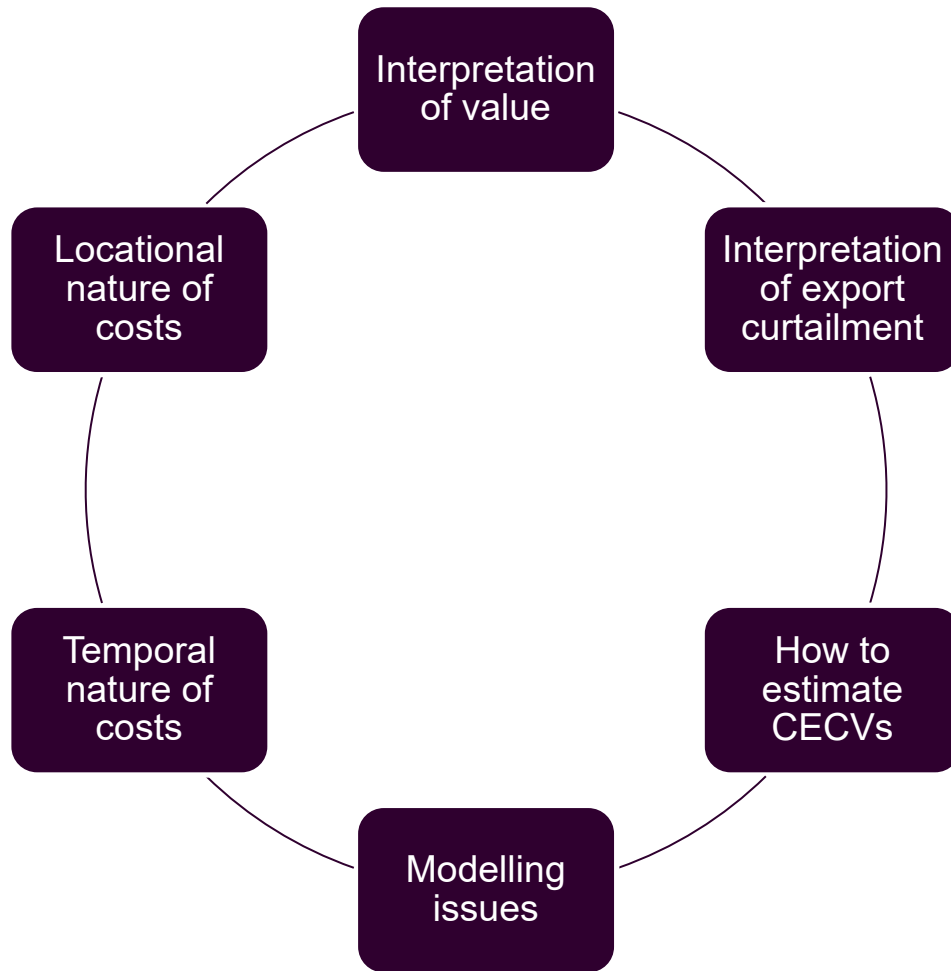 Interpretation
of value
Interpretation
of export
curtailment
How to
estimate
CECVs
Modelling
issues
Temporal
nature of
costs
Locational
nature of
costs